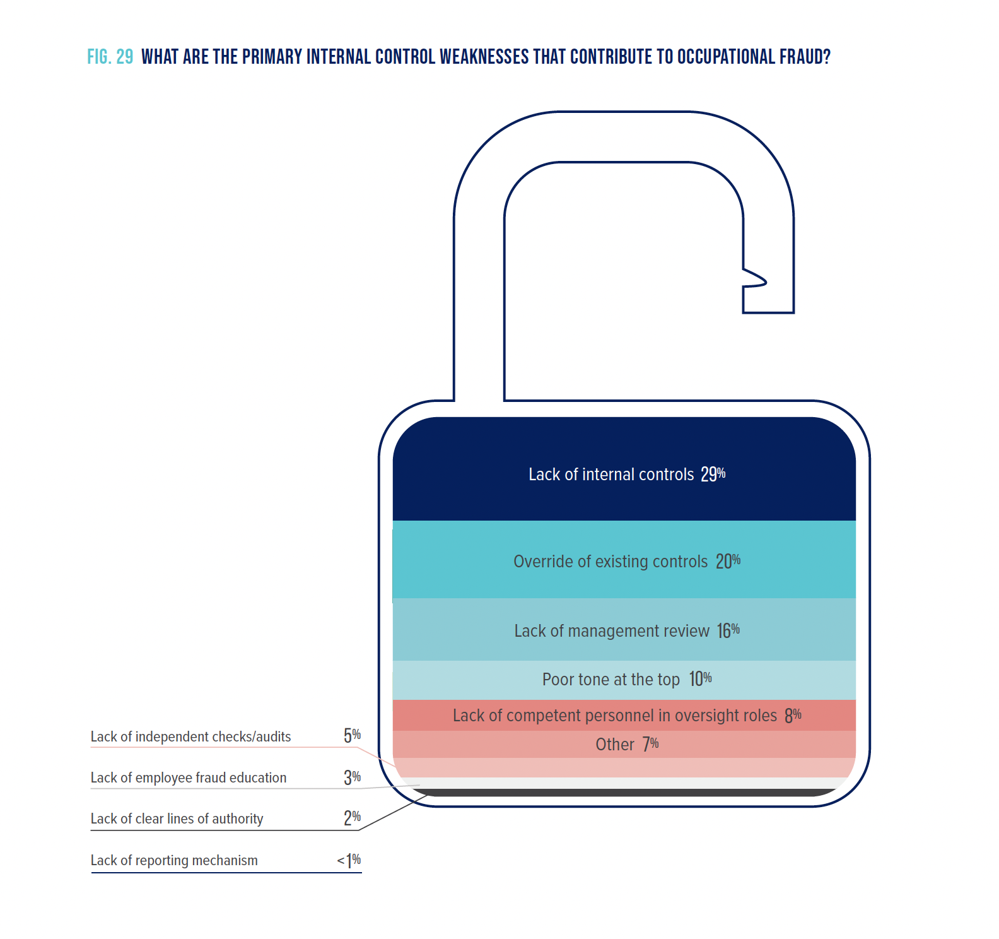 FIG. 29 WHAT ARE THE PRIMARY INTERNAL CONTROL WEAKNESSES THAT CONTRIBUTE TO OCCUPATIONAL FRAUD?
Lack of internal controls 29%
Override of existing controls 20%
Lack of management review 16%
Poor tone at the top 10%
Lack of competent personnel in oversight roles 8%
Other 7%
Lack of independent checks/audits 5%
Lack of employee fraud education 3%
Lack of clear lines of authority 2%
Lack of reporting mechanism <1%